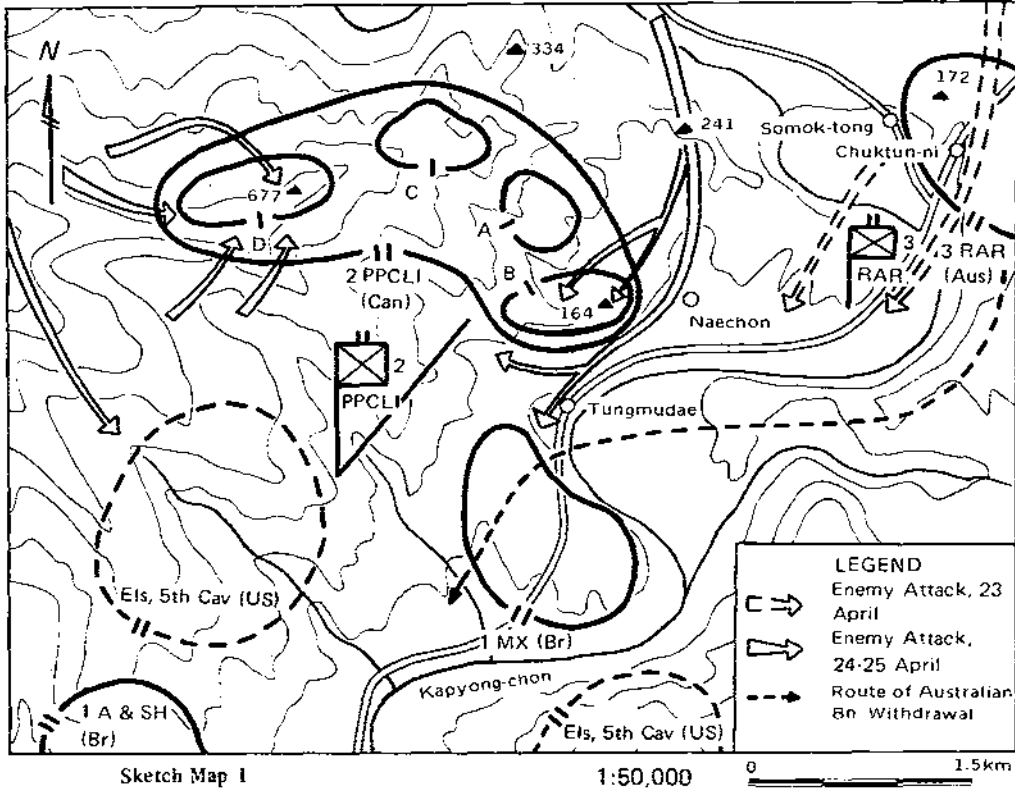 N
334
172
Somok-tong
241
Chuktun-ni
677
C
A
D
3
RAR
3 RAR
(Aus)
2 PPCLI
(Can)
B
164
Naechon
2
PPCLI
Tungmudae
LEGEND
Enemy Attack, 23
April
Enemy Attack,
24-25 April
Route of Australian
Bn Withdrawal
Els, 5th Cav (US)
1 MX (Br)
Kapyong-chon
1 A & SH
(Br)
Els, 5th Cav (US)
Sketch Map 1
1:50,000
0
1.5km